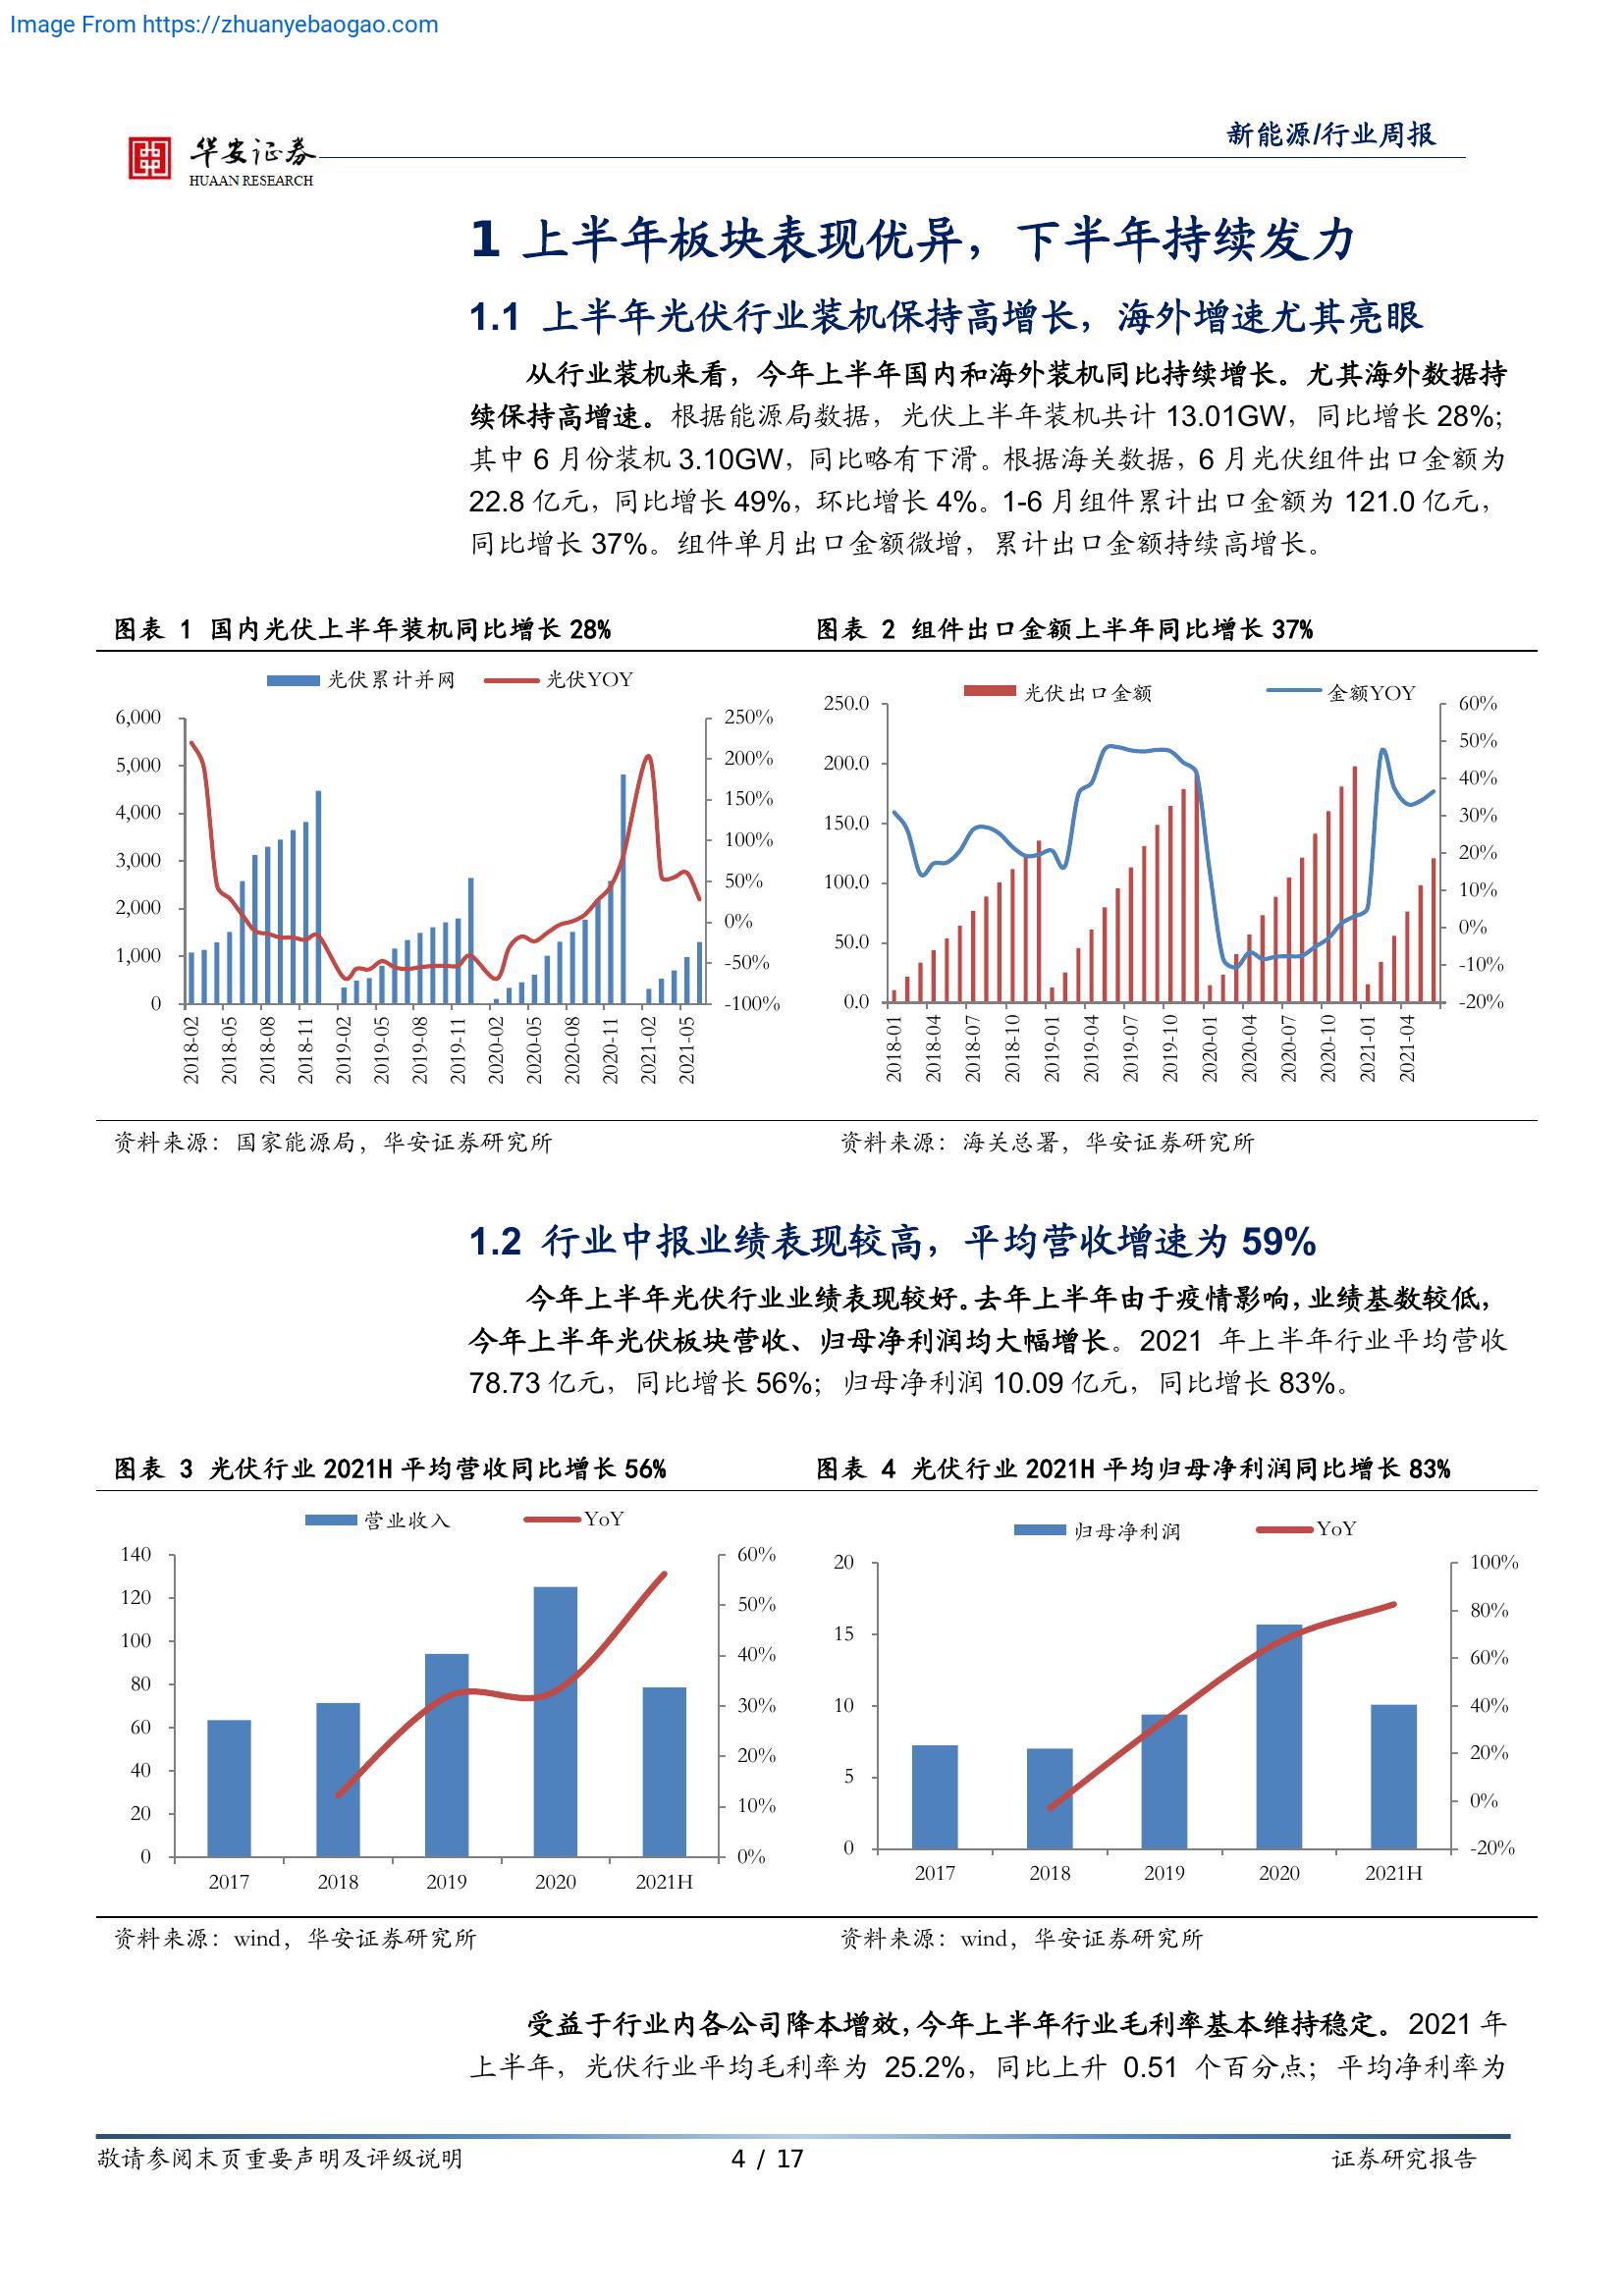 Image From https://zhuanyebaogao.com
华安证券
HUAAN RESEARCH
新能源/行业周报
1 上半年板块表现优异，下半年持续发力
1.1 上半年光伏行业装机保持高增长，海外增速尤其亮眼
从行业装机来看，今年上半年国内和海外装机同比持续增长。尤其海外数据持
续保持高增速。根据能源局数据，光伏上半年装机共计 13.01GW，同比增长 28%；
其中 6 月份装机 3.10GW，同比略有下滑。根据海关数据，6 月光伏组件出口金额为
22.8 亿元，同比增长 49%，环比增长 4%。1-6 月组件累计出口金额为 121.0 亿元，
同比增长 37%。组件单月出口金额微增，累计出口金额持续高增长。
图表 1 国内光伏上半年装机同比增长 28%
光伏累计并网 光伏YOY
6,000
5,000
4,000
3,000
2,000
1,000
0
250%
200%
150%
100%
50%
0%
-50%
-100%
2018-02
2018-05
2018-08
2018-11
2019-02
2019-05
2019-08
2019-11
2020-02
2020-05
2020-08
2020-11
2021-02
2021-05
资料来源：国家能源局，华安证券研究所
图表 2 组件出口金额上半年同比增长 37%
光伏出口金额 金额YOY
250.0
200.0
150.0
100.0
50.0
0.0
60%
50%
40%
30%
20%
10%
0%
-10%
-20%
2018-01
2018-04
2018-07
2018-10
2019-01
2019-04
2019-07
2019-10
2020-01
2020-04
2020-07
2020-10
2021-01
2021-04
资料来源：海关总署，华安证券研究所
1.2 行业中报业绩表现较高，平均营收增速为 59%
今年上半年光伏行业业绩表现较好。去年上半年由于疫情影响，业绩基数较低，
今年上半年光伏板块营收、归母净利润均大幅增长。2021 年上半年行业平均营收
78.73 亿元，同比增长 56%；归母净利润 10.09 亿元，同比增长 83%。
图表 3 光伏行业 2021H 平均营收同比增长 56%
营业收入 YoY
140
120
100
80
60
40
20
0
60%
50%
40%
30%
20%
10%
0%
2017 2018 2019 2020 2021H
资料来源：wind，华安证券研究所
图表 4 光伏行业 2021H 平均归母净利润同比增长 83%
归母净利润 YoY
20
15
10
5
0
100%
80%
60%
40%
20%
0%
-20%
2017 2018 2019 2020 2021H
资料来源：wind，华安证券研究所
受益于行业内各公司降本增效，今年上半年行业毛利率基本维持稳定。2021 年
上半年，光伏行业平均毛利率为 25.2%，同比上升 0.51 个百分点；平均净利率为
敬请参阅末页重要声明及评级说明 4 / 17 证券研究报告